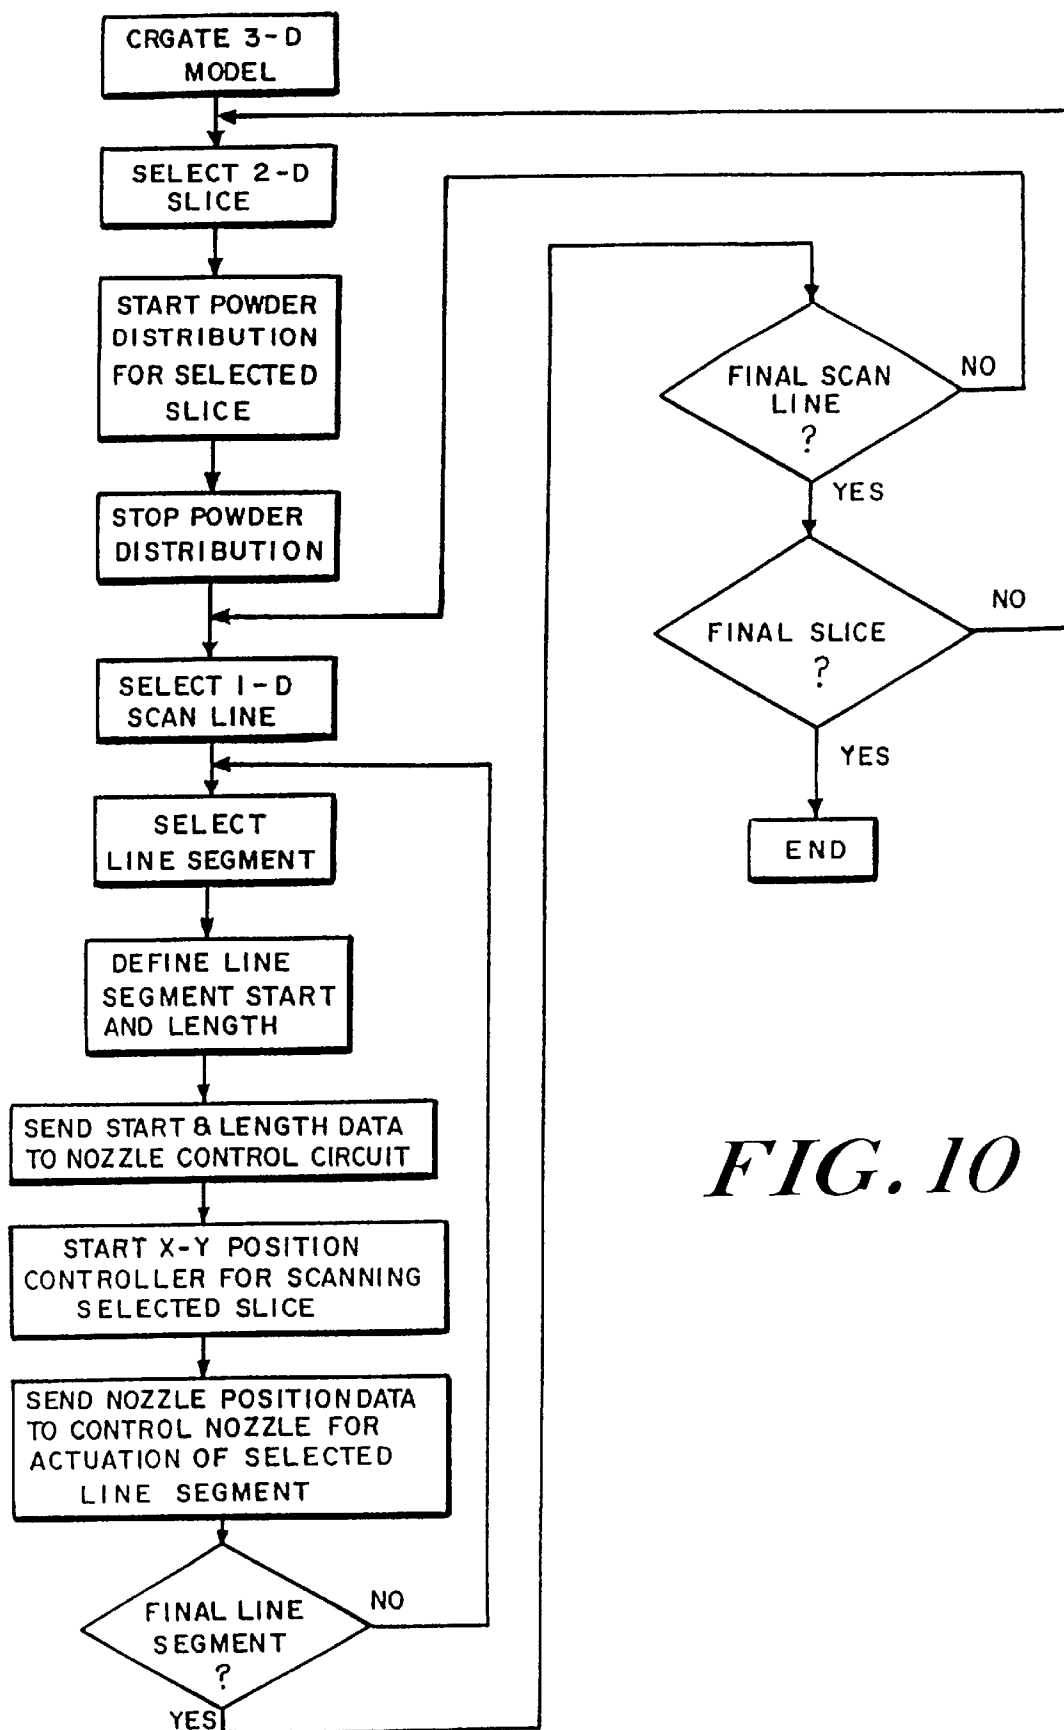 CRGATE 3-D
MODEL
SELECT 2-D
SLICE
START POWDER
DISTRIBUTION
FOR SELECTED
SLICE
STOP POWDER
DISTRIBUTION
SELECT 1-D
SCAN LINE
SELECT
LINE SEGMENT
DEFINE LINE
SEGMENT START
AND LENGTH
SEND START & LENGTH DATA
TO NOZZLE CONTROL CIRCUIT
START X-Y POSITION
CONTROLLER FOR SCANNING
SELECTED SLICE
SEND NOZZLE POSITION DATA
TO CONTROL NOZZLE FOR
ACTUATION OF SELECTED
LINE SEGMENT
FINAL LINE
SEGMENT
?
NO
YES
FINAL SCAN
LINE
?
NO
YES
FINAL SLICE
?
NO
YES
END
FIG. 10